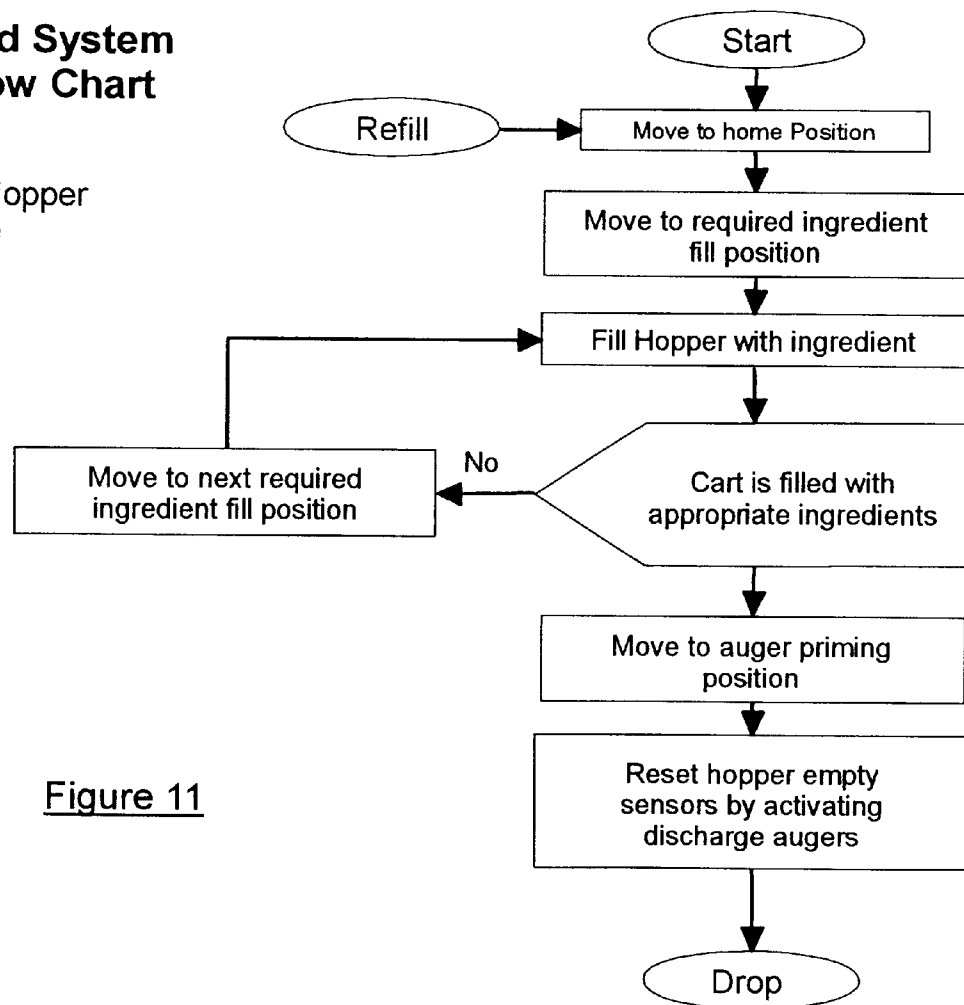 d System
ow Chart
opper
Start
Refill
Move to home Position
Move to required ingredient
fill position
Fill Hopper with ingredient
Cart is filled with
appropriate ingredients
No
Move to next required
ingredient fill position
Move to auger priming
position
Reset hopper empty
sensors by activating
discharge augers
Drop
Figure 11